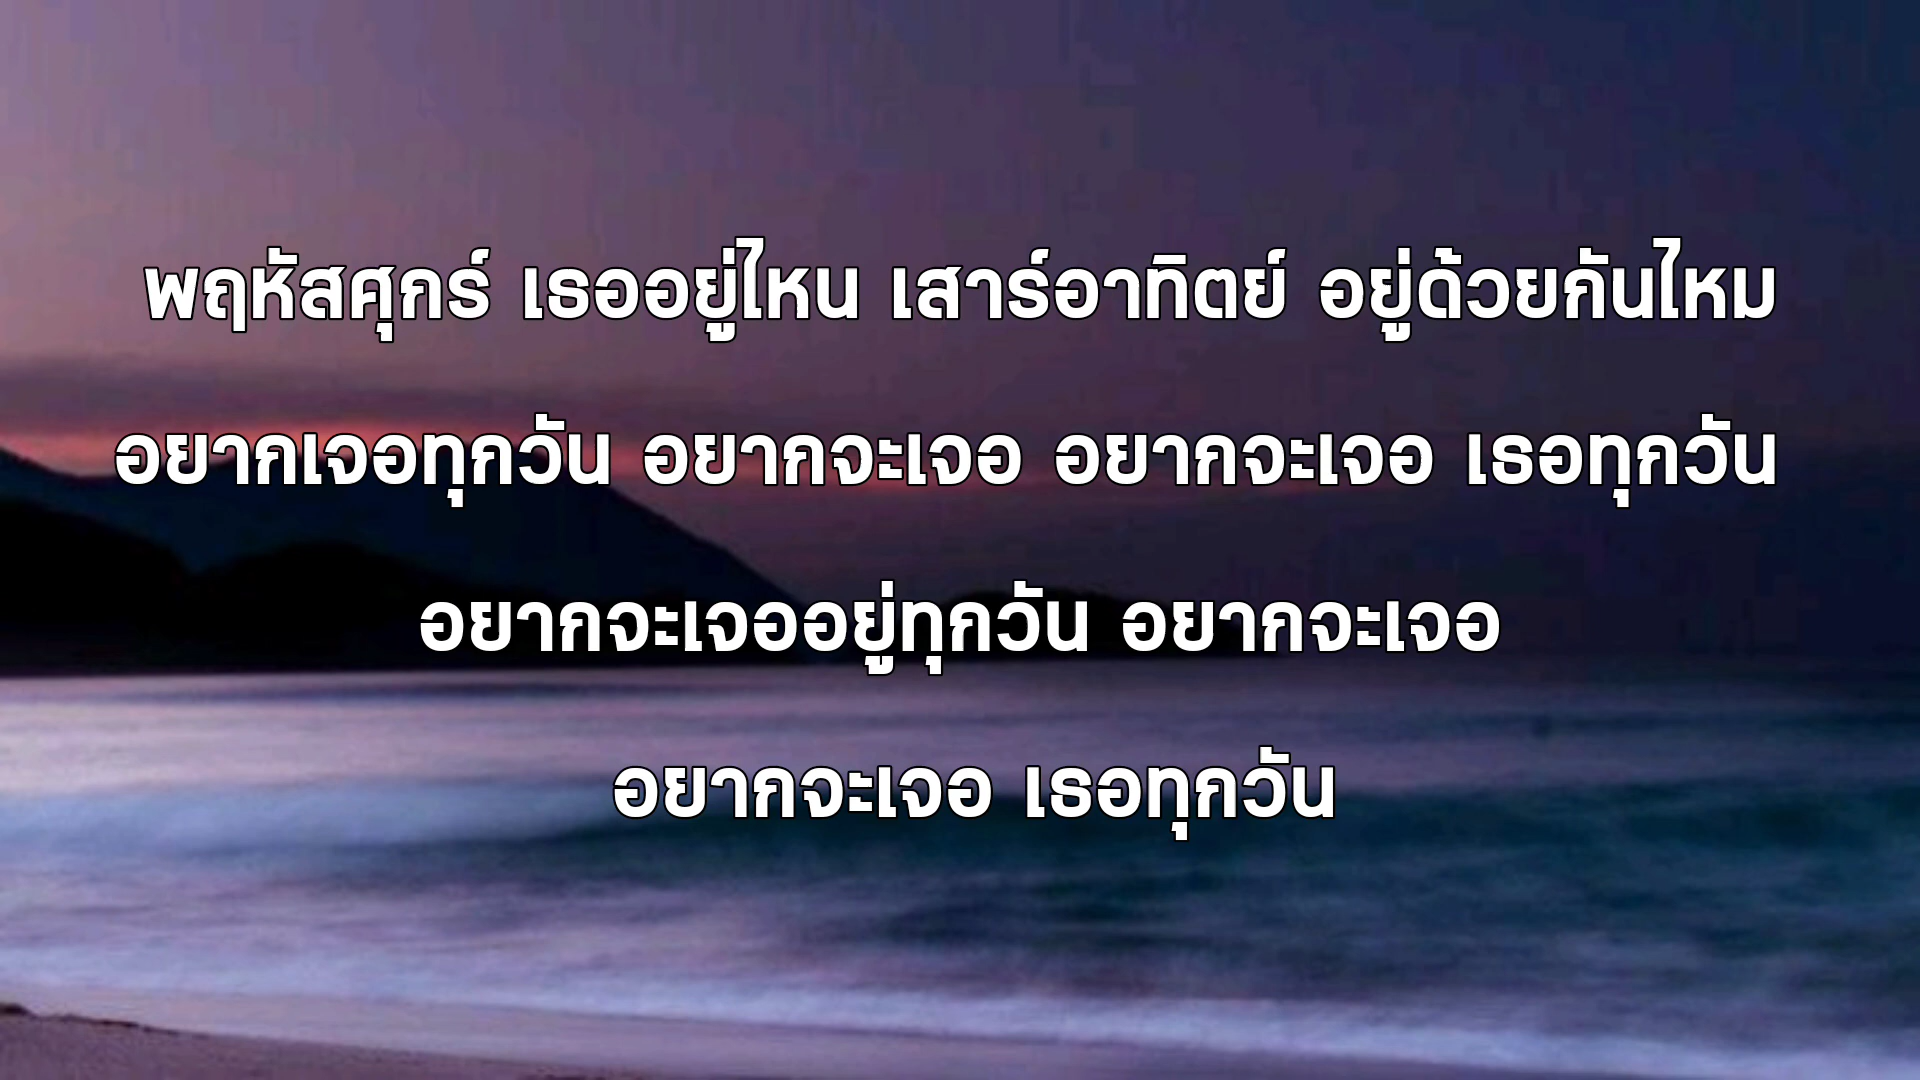 พฤหัสศุกร์ เธออยู่ไหน เสาร์อาทิตย์ อยู่ด้วยกันไหม
อยากเจอทุกวัน อยากจะเจอ อยากจะเจอ เธอทุกวัน
อยากจะเจออยู่ทุกวัน อยากจะเจอ
อยากจะเจอ เธอทุกวัน